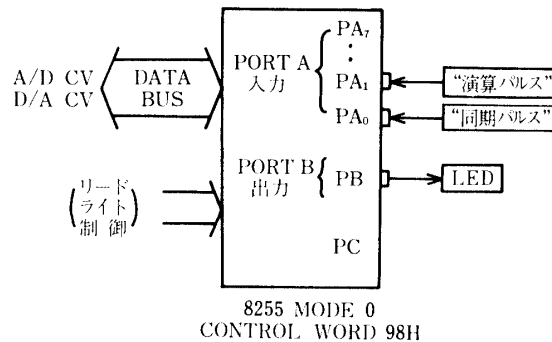 A/D CV
D/A CV
DATA
BUS
PORT A
入力
PA₇
⋮
PA₁
PA₀
“演算パルス”
“同期パルス”
PORT B
出力
PB
LED
リード
ライト
制御
PC
8255 MODE 0
CONTROL WORD 98H